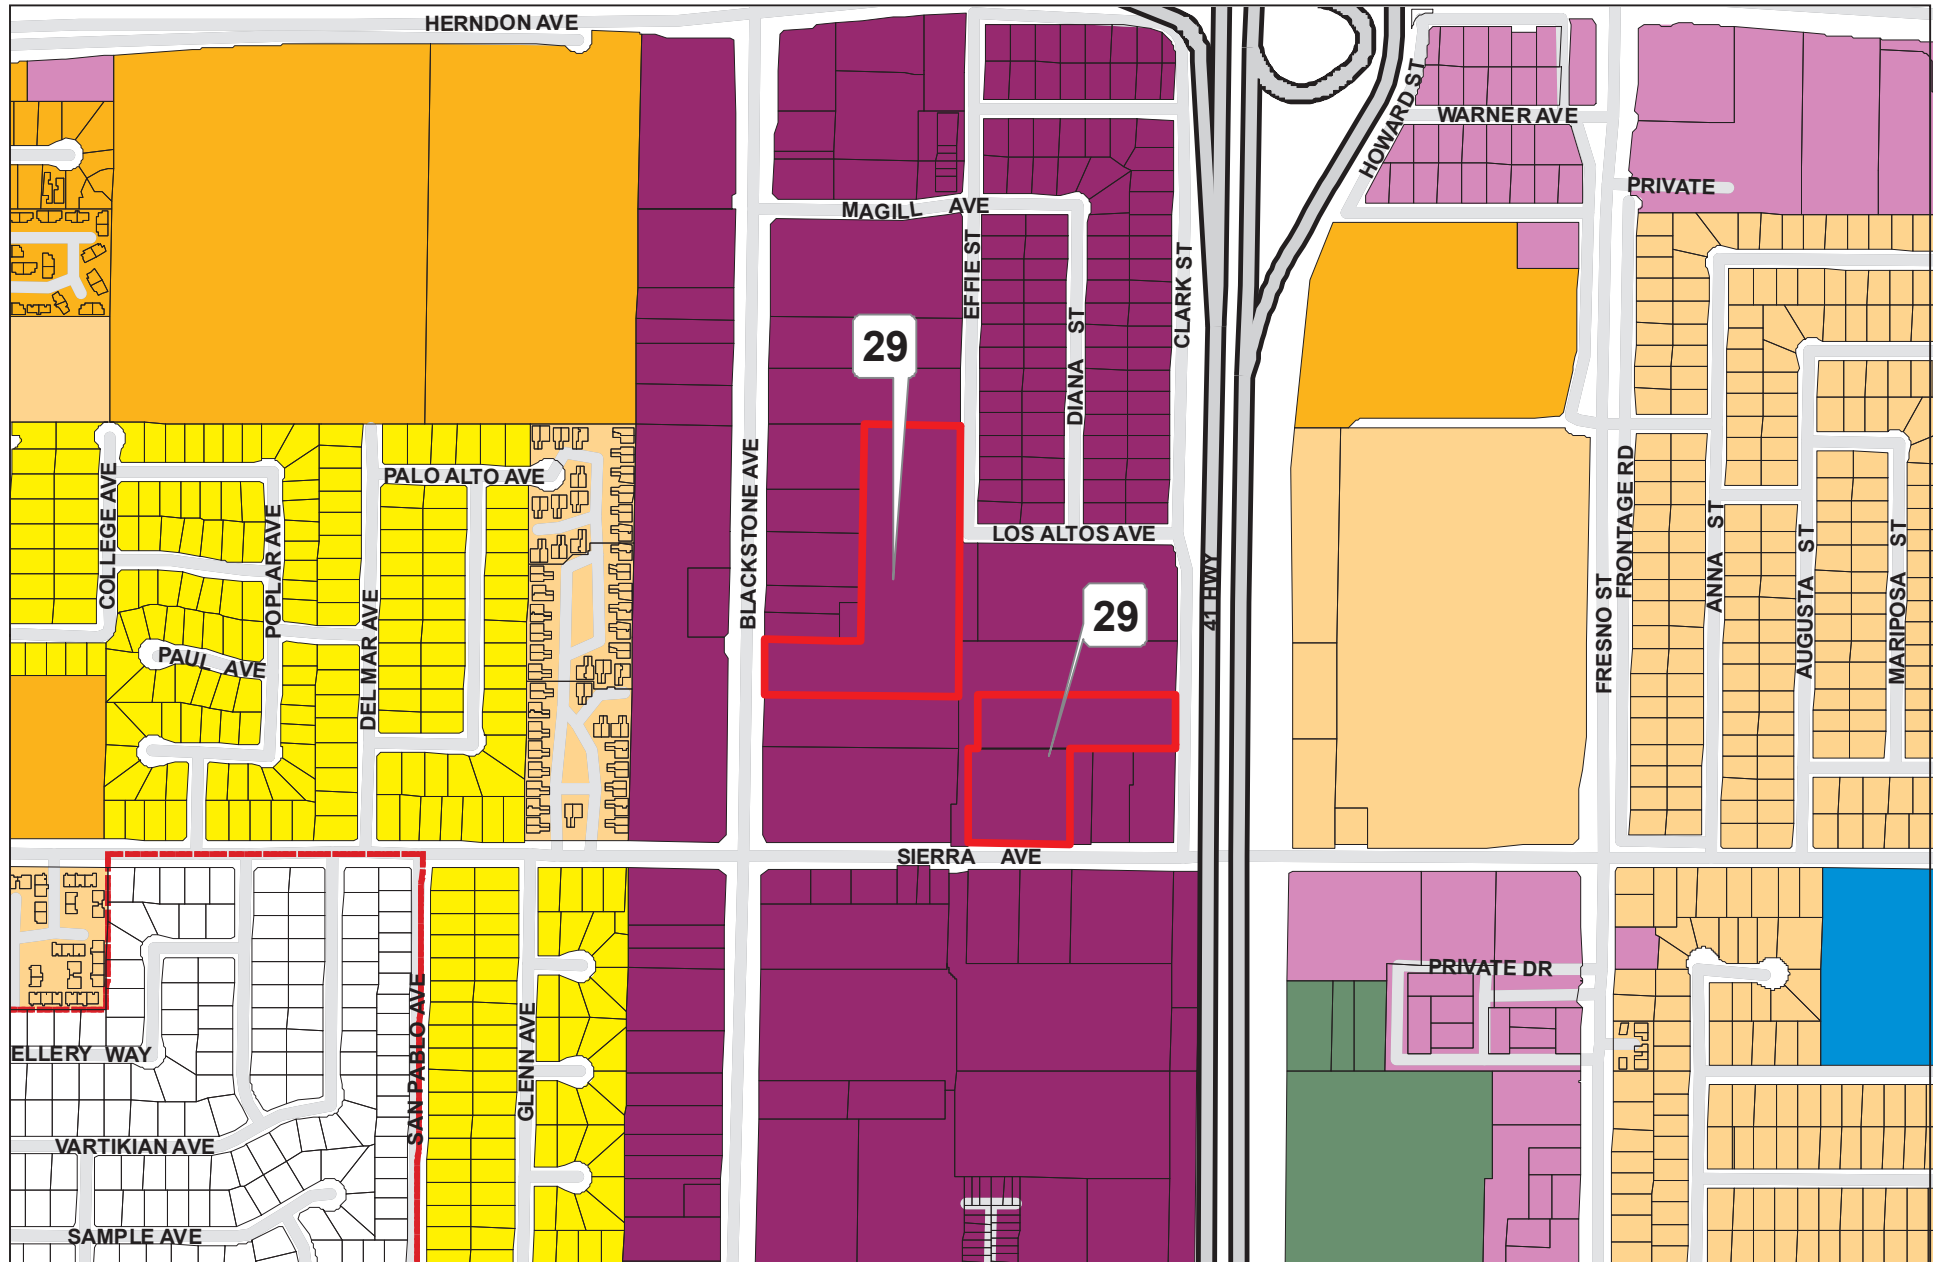 HERNDON AVE
HOWARD ST
WARNER AVE
PRIVATE
MAGILL AVE
EFFIE ST
CLARK ST
DIANA ST
29
BLACKSTONE AVE
PALO ALTO AVE
COLLEGE AVE
POPLAR AVE
DEL MAR AVE
PAUL AVE
LOS ALTOS AVE
41 HWY
29
FRESNO ST
FRONTAGE RD
ANNA ST
AUGUSTA ST
MARIPOSA ST
SIERRA AVE
PRIVATE DR
SAN PABLO AVE
GLENN AVE
ELLERY WAY
VARTIKIAN AVE
SAMPLE AVE